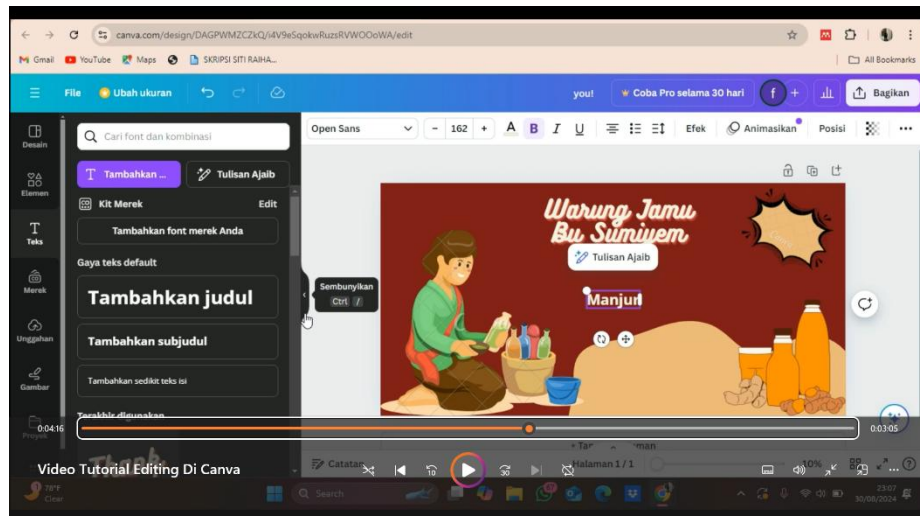 canva.com/design/DAGPWMZCZkQ/i4V9eSqokwRuzsRVWOOoWA/edit
Gmail YouTube Maps SKRIPSI SITI RAIHA... All Bookmarks
File Ubah ukuran you! Coba Pro selama 30 hari f + Bagikan
Desain
Elemen
Teks
Merek
Unggahan
Gambar
Proyek
Cari font dan kombinasi
Tambahkan ... Tulisan Ajaib
Kit Merek Edit
Tambahkan font merek Anda
Gaya teks default
Tambahkan judul
Tambahkan subjudul
Tambahkan sedikit teks isi
Terakhir digunakan
Sembunyikan
Ctrl /
Open Sans - 162 + A B I U Efek Animasikan Posisi
Warung Jamu
Bu Sumiyem
Tulisan Ajaib
Manjur
0:04:16 0:03:05
Video Tutorial Editing Di Canva
Catatan Halaman 1 / 1 10%
10 30
78°F
Clear
Search
23:07
30/08/2024